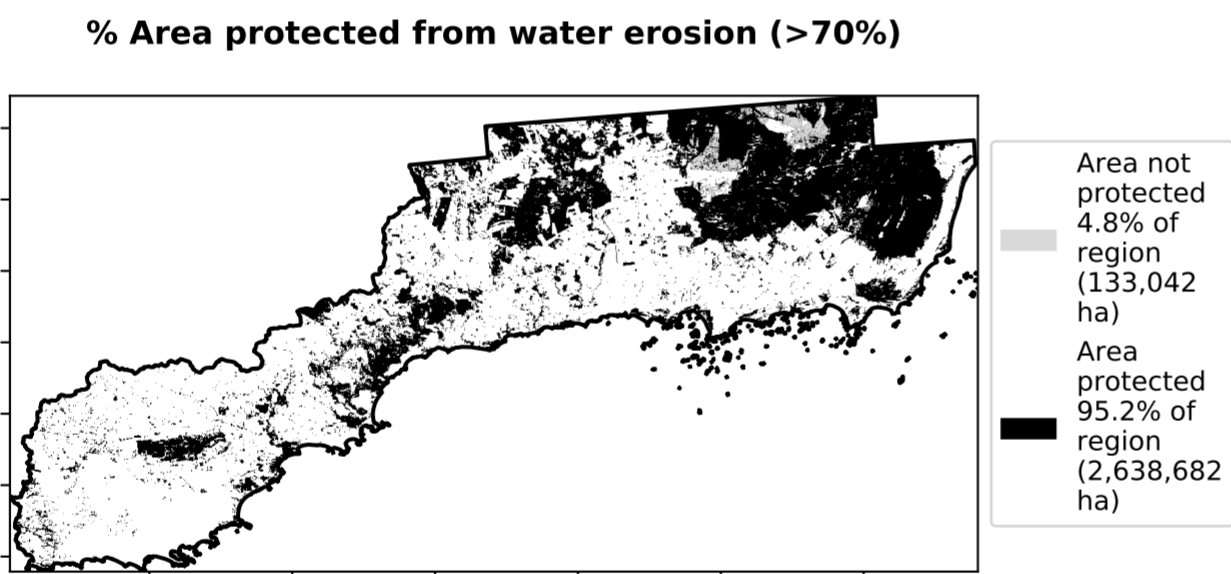 % Area protected from water erosion (>70%)
Area not
protected
4.8% of
region
(133,042
ha)
Area
protected
95.2% of
region
(2,638,682
ha)